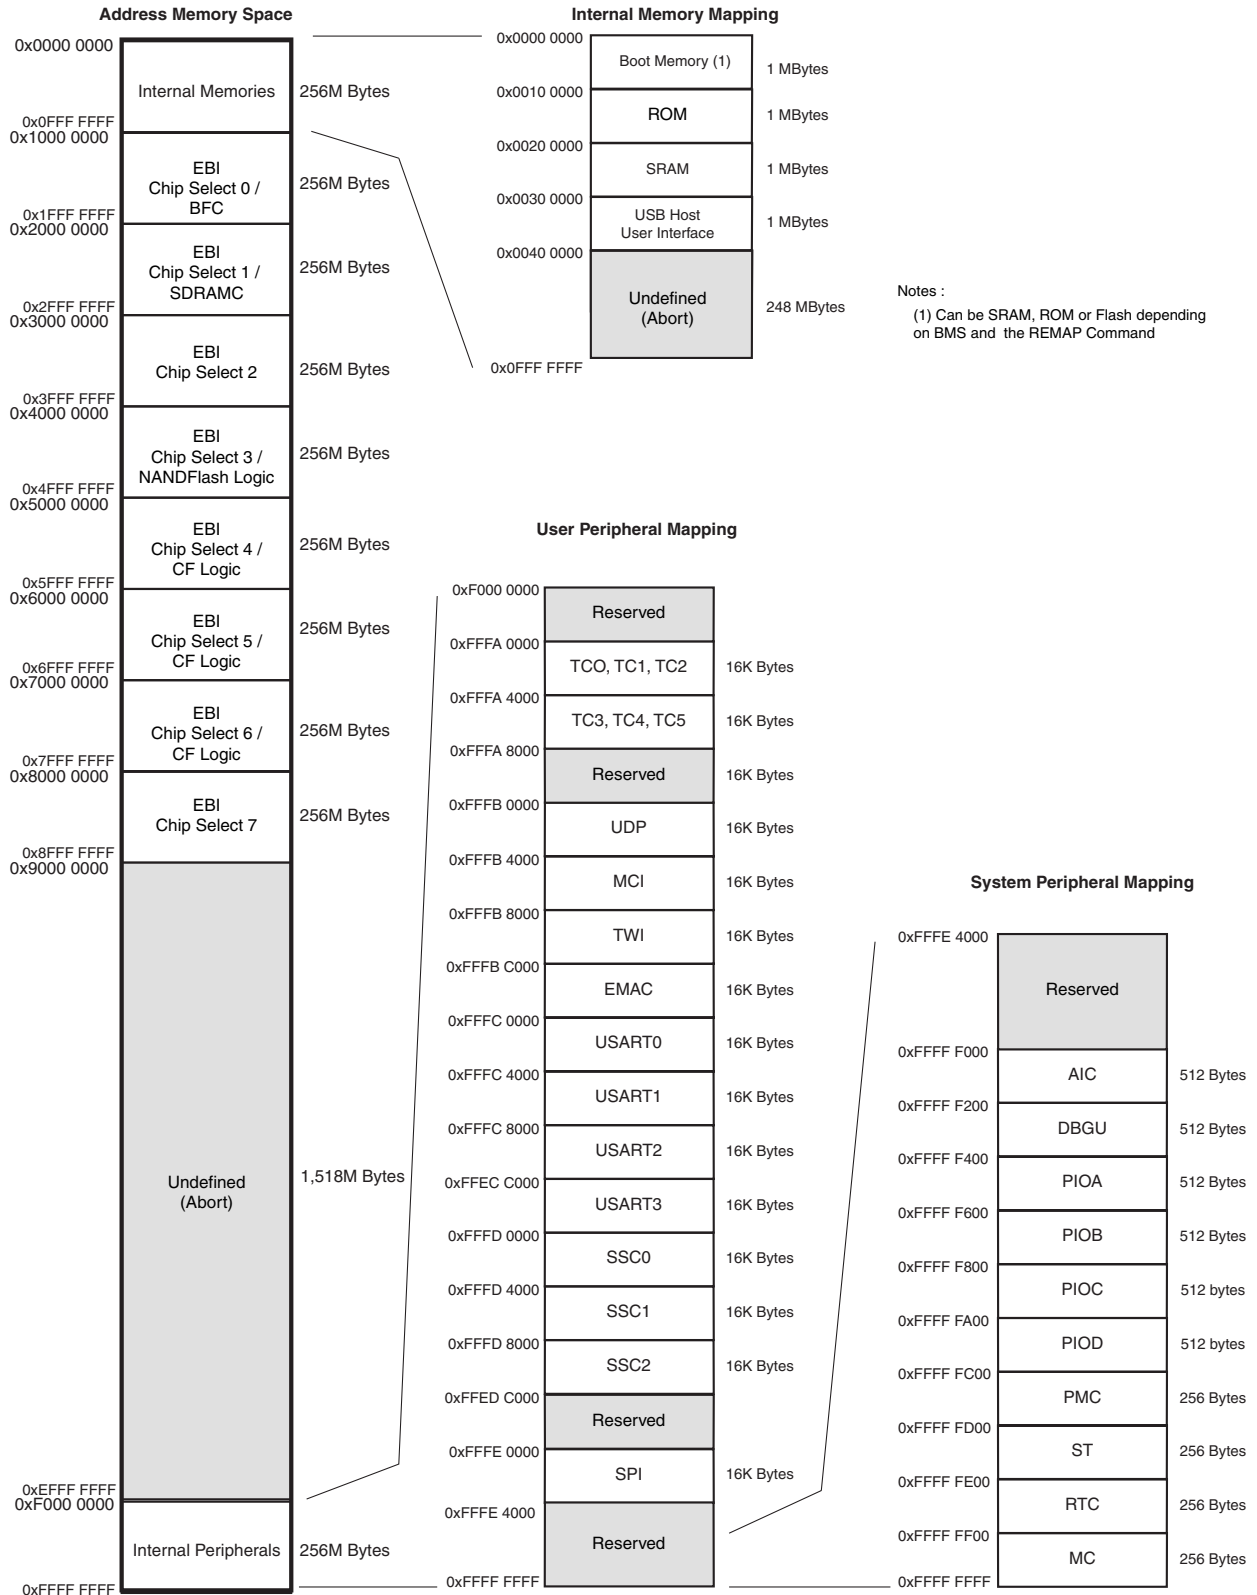 Address Memory Space
0x0000 0000
Internal Memories
256M Bytes
0x0FFF FFFF
0x1000 0000
EBI
Chip Select 0 /
BFC
256M Bytes
0x1FFF FFFF
0x2000 0000
EBI
Chip Select 1 /
SDRAMC
256M Bytes
0x2FFF FFFF
0x3000 0000
EBI
Chip Select 2
256M Bytes
0x3FFF FFFF
0x4000 0000
EBI
Chip Select 3 /
NANDFlash Logic
256M Bytes
0x4FFF FFFF
0x5000 0000
EBI
Chip Select 4 /
CF Logic
256M Bytes
0x5FFF FFFF
0x6000 0000
EBI
Chip Select 5 /
CF Logic
256M Bytes
0x6FFF FFFF
0x7000 0000
EBI
Chip Select 6 /
CF Logic
256M Bytes
0x7FFF FFFF
0x8000 0000
EBI
Chip Select 7
256M Bytes
0x8FFF FFFF
0x9000 0000
Undefined
(Abort)
1,518M Bytes
0xEFFF FFFF
0xF000 0000
Internal Peripherals
256M Bytes
0xFFFF FFFF
Internal Memory Mapping
0x0000 0000
Boot Memory (1)
1 MBytes
0x0010 0000
ROM
1 MBytes
0x0020 0000
SRAM
1 MBytes
0x0030 0000
USB Host
User Interface
1 MBytes
0x0040 0000
Undefined
(Abort)
248 MBytes
0x0FFF FFFF
Notes :
(1) Can be SRAM, ROM or Flash depending
on BMS and the REMAP Command
User Peripheral Mapping
0xF000 0000
Reserved
0xFFFA 0000
TCO, TC1, TC2
16K Bytes
0xFFFA 4000
TC3, TC4, TC5
16K Bytes
0xFFFA 8000
Reserved
16K Bytes
0xFFFB 0000
UDP
16K Bytes
0xFFFB 4000
MCI
16K Bytes
0xFFFB 8000
TWI
16K Bytes
0xFFFB C000
EMAC
16K Bytes
0xFFFC 0000
USART0
16K Bytes
0xFFFC 4000
USART1
16K Bytes
0xFFFC 8000
USART2
16K Bytes
0xFFEC C000
USART3
16K Bytes
0xFFFD 0000
SSC0
16K Bytes
0xFFFD 4000
SSC1
16K Bytes
0xFFFD 8000
SSC2
16K Bytes
0xFFED C000
Reserved
0xFFFE 0000
SPI
16K Bytes
0xFFFE 4000
Reserved
0xFFFF FFFF
System Peripheral Mapping
0xFFFE 4000
Reserved
0xFFFF F000
AIC
512 Bytes
0xFFFF F200
DBGU
512 Bytes
0xFFFF F400
PIOA
512 Bytes
0xFFFF F600
PIOB
512 Bytes
0xFFFF F800
PIOC
512 bytes
0xFFFF FA00
PIOD
512 bytes
0xFFFF FC00
PMC
256 Bytes
0xFFFF FD00
ST
256 Bytes
0xFFFF FE00
RTC
256 Bytes
0xFFFF FF00
MC
256 Bytes
0xFFFF FFFF